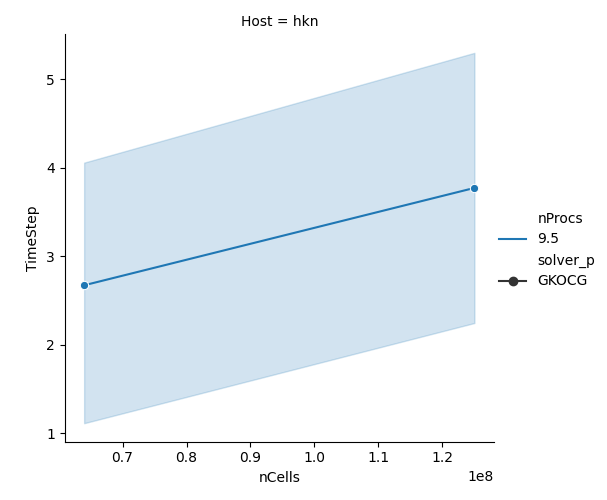 Host = hkn
5
4
3
2
1
TimeStep
0.7 0.8 0.9 1.0 1.1 1.2
1e8
nCells
nProcs
9.5
solver_p
GKOCG